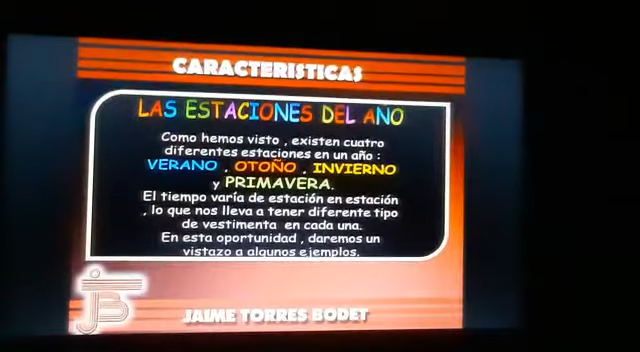 CARACTERISTICAS
LAS ESTACIONES DEL AÑO
Como hemos visto , existen cuatro
diferentes estaciones en un año :
VERANO , OTOÑO , INVIERNO
y PRIMAVERA.
El tiempo varía de estación en estación
, lo que nos lleva a tener diferente tipo
de vestimenta en cada una.
En esta oportunidad , daremos un
vistazo a algunos ejemplos.
JTB
JAIME TORRES BODET